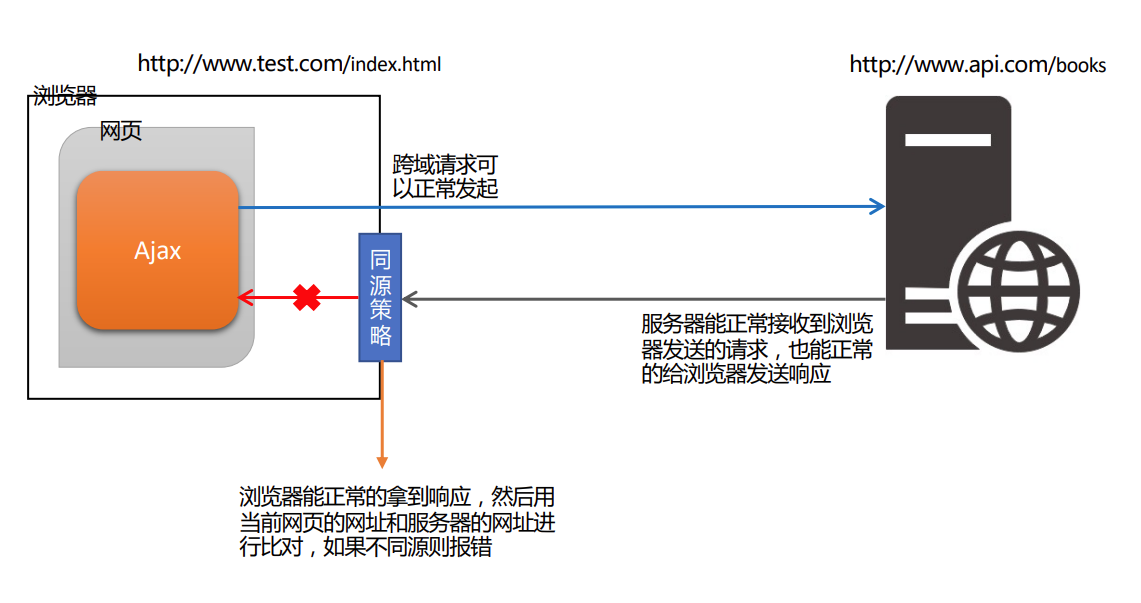 http://www.test.com/index.html
http://www.api.com/books
浏览器
网页
跨域请求可
以正常发起
Ajax
同
源
策
略
服务器能正常接收到浏览
器发送的请求，也能正常
的给浏览器发送响应
浏览器能正常的拿到响应，然后用
当前网页的网址和服务器的网址进
行比对，如果不同源则报错